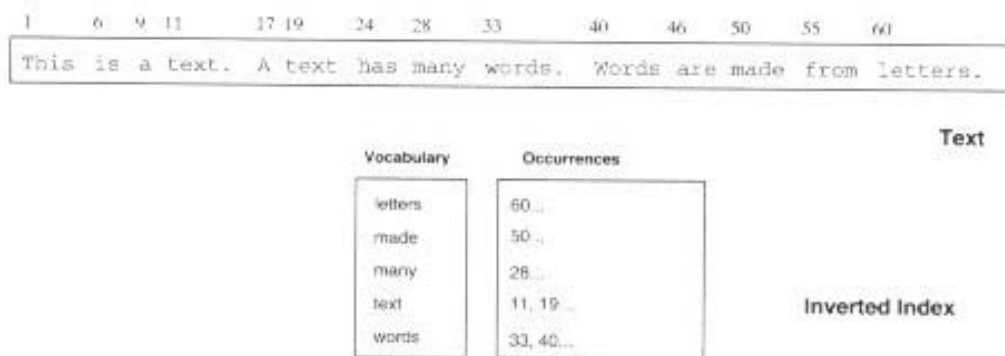 1 6 9 11 17 19 24 28 33 40 46 50 55 60
This is a text. A text has many words. Words are made from letters.
Text
Vocabulary Occurrences
letters 60...
made 50...
many 28...
text 11, 19...
words 33, 40...
Inverted Index